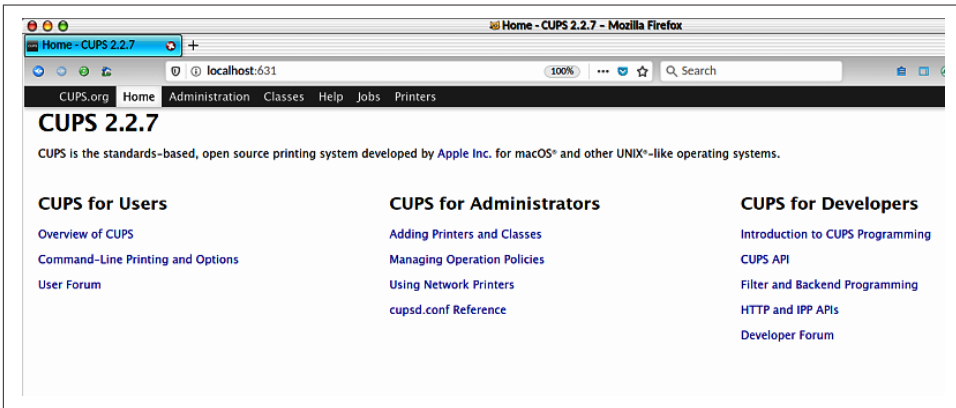 Home - CUPS 2.2.7 - Mozilla Firefox
Home - CUPS 2.2.7
localhost:631
100%
Search
CUPS.org Home Administration Classes Help Jobs Printers
CUPS 2.2.7
CUPS is the standards-based, open source printing system developed by Apple Inc. for macOS® and other UNIX®-like operating systems.
CUPS for Users
Overview of CUPS
Command-Line Printing and Options
User Forum
CUPS for Administrators
Adding Printers and Classes
Managing Operation Policies
Using Network Printers
cupsd.conf Reference
CUPS for Developers
Introduction to CUPS Programming
CUPS API
Filter and Backend Programming
HTTP and IPP APIs
Developer Forum